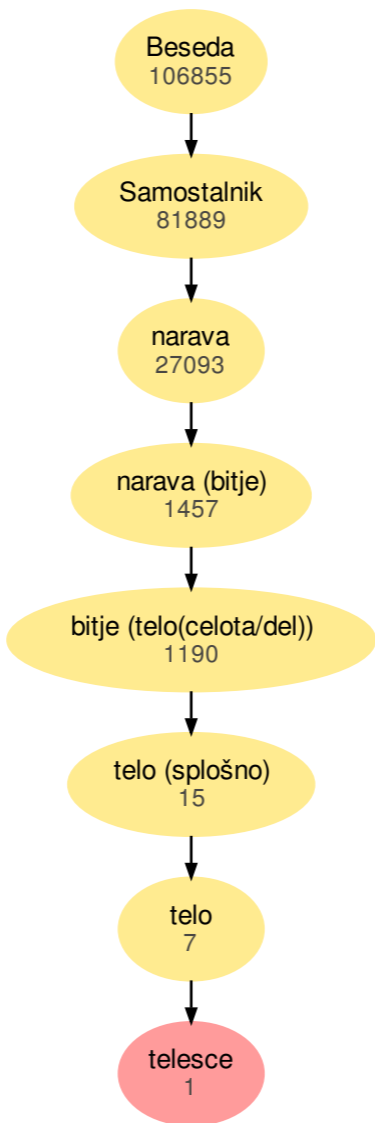 Beseda
106855
Samostalnik
81889
narava
27093
narava (bitje)
1457
bitje (telo(celota/del))
1190
telo (splošno)
15
telo
7
telesce
1